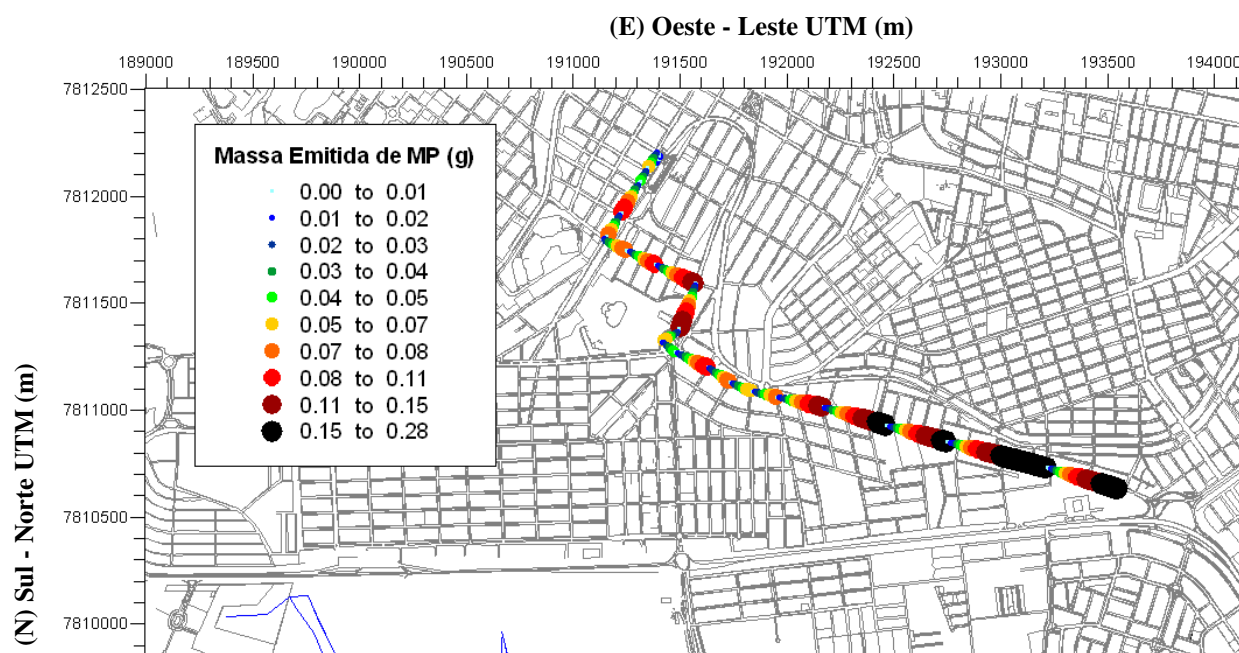 (E) Oeste - Leste UTM (m)
189000 189500 190000 190500 191000 191500 192000 192500 193000 193500 194000
7812500
7812000
7811500
7811000
7810500
7810000
(N) Sul - Norte UTM (m)
Massa Emitida de MP (g)
0.00 to 0.01
0.01 to 0.02
0.02 to 0.03
0.03 to 0.04
0.04 to 0.05
0.05 to 0.07
0.07 to 0.08
0.08 to 0.11
0.11 to 0.15
0.15 to 0.28